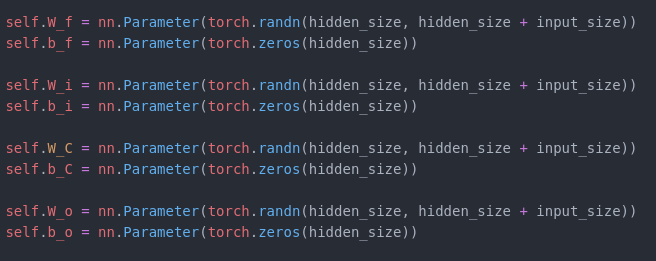 self.W_f = nn.Parameter(torch.randn(hidden_size, hidden_size + input_size))
self.b_f = nn.Parameter(torch.zeros(hidden_size))
self.W_i = nn.Parameter(torch.randn(hidden_size, hidden_size + input_size))
self.b_i = nn.Parameter(torch.zeros(hidden_size))
self.W_C = nn.Parameter(torch.randn(hidden_size, hidden_size + input_size))
self.b_C = nn.Parameter(torch.zeros(hidden_size))
self.W_o = nn.Parameter(torch.randn(hidden_size, hidden_size + input_size))
self.b_o = nn.Parameter(torch.zeros(hidden_size))